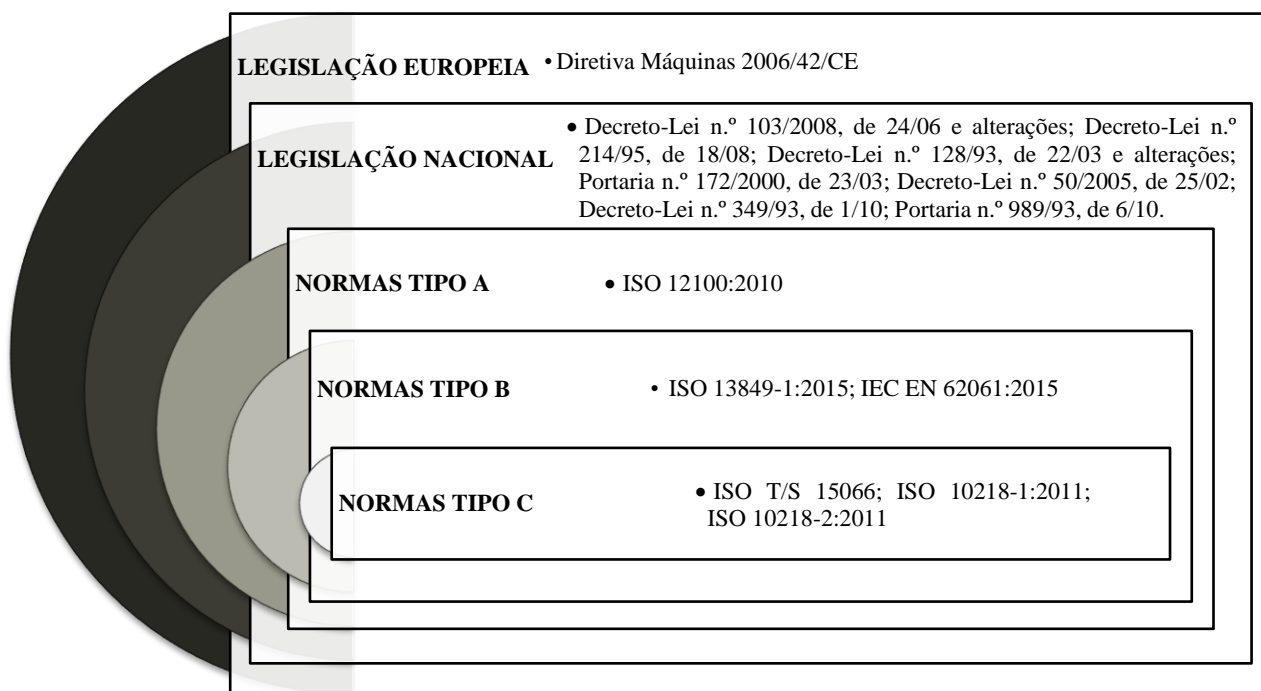 LEGISLAÇÃO EUROPEIA • Diretiva Máquinas 2006/42/CE
LEGISLAÇÃO NACIONAL
• Decreto-Lei n.º 103/2008, de 24/06 e alterações; Decreto-Lei n.º
214/95, de 18/08; Decreto-Lei n.º 128/93, de 22/03 e alterações;
Portaria n.º 172/2000, de 23/03; Decreto-Lei n.º 50/2005, de 25/02;
Decreto-Lei n.º 349/93, de 1/10; Portaria n.º 989/93, de 6/10.
NORMAS TIPO A • ISO 12100:2010
NORMAS TIPO B • ISO 13849-1:2015; IEC EN 62061:2015
NORMAS TIPO C
• ISO T/S 15066; ISO 10218-1:2011;
ISO 10218-2:2011